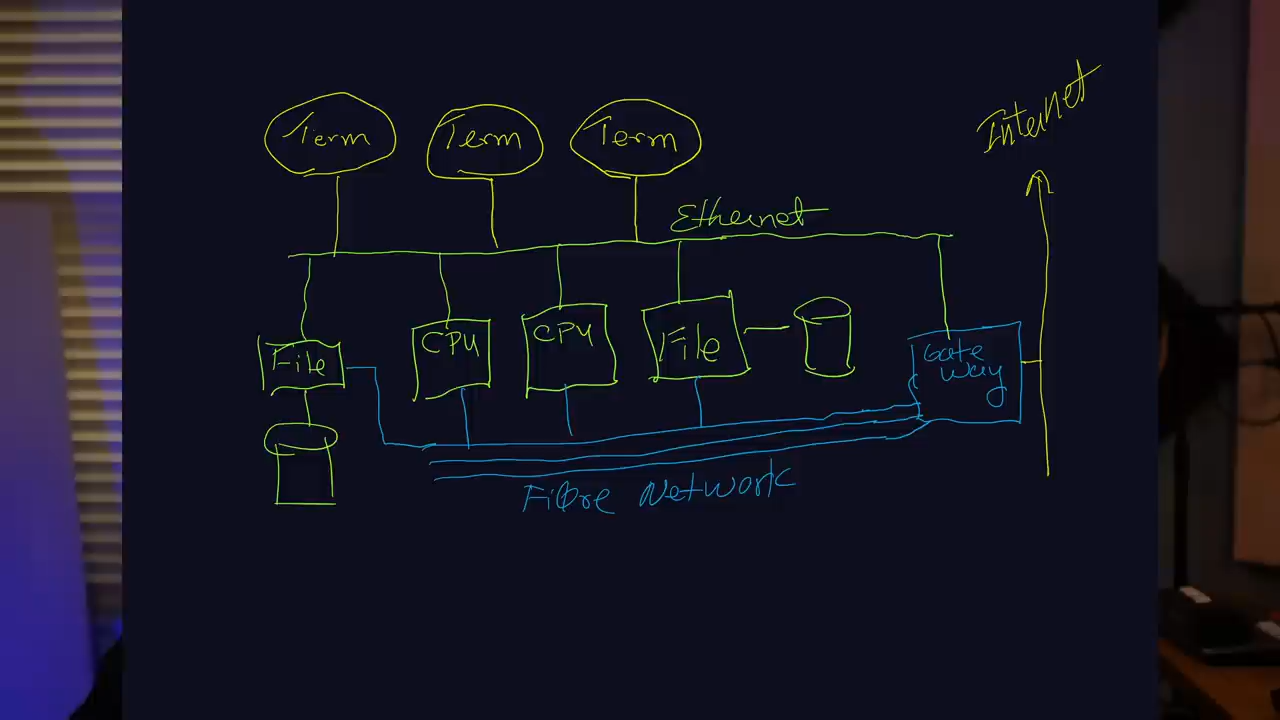 Internet
Term
Term
Term
Ethernet
File
CPU
CPU
File
Gate
way
Fibre Network